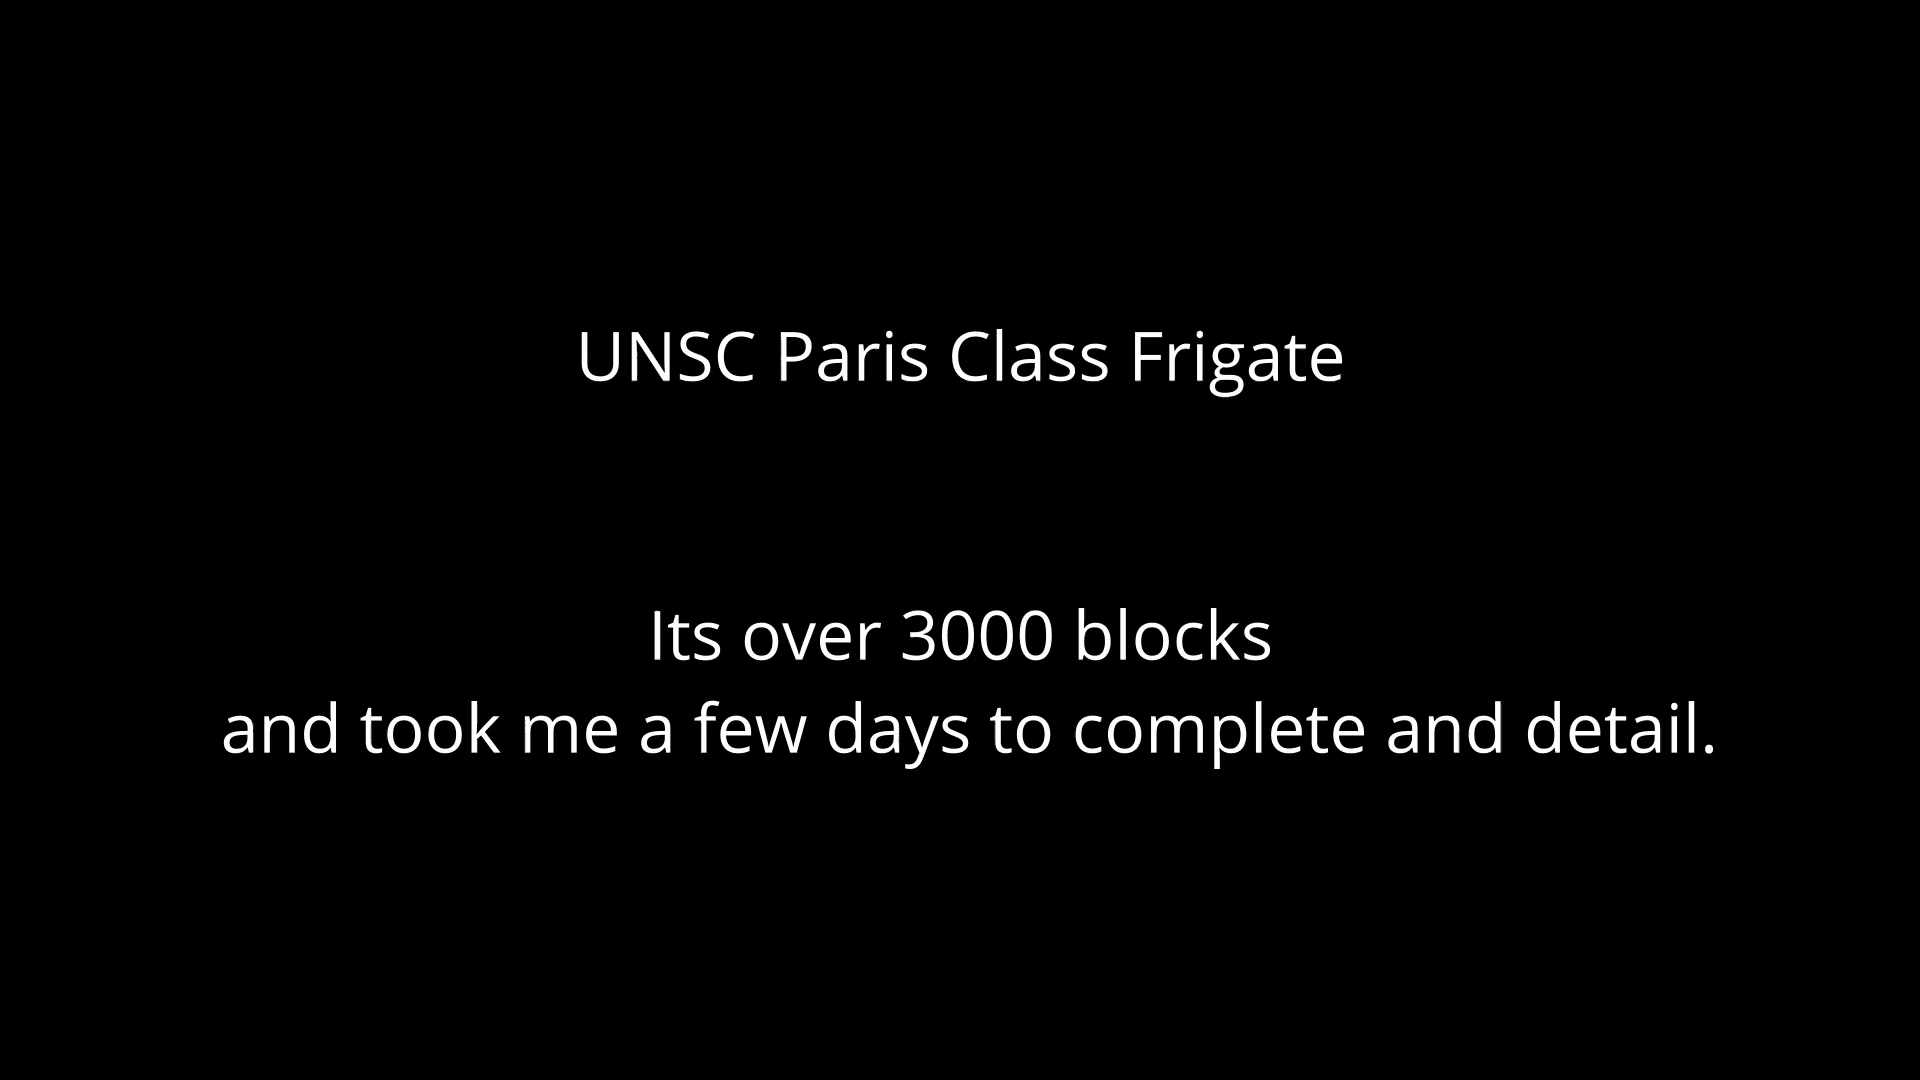 UNSC Paris Class Frigate
Its over 3000 blocks
and took me a few days to complete and detail.